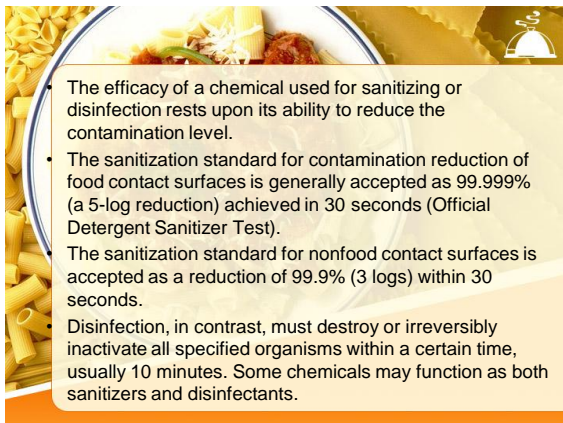 • The efficacy of a chemical used for sanitizing or
disinfection rests upon its ability to reduce the
contamination level.
• The sanitization standard for contamination reduction of
food contact surfaces is generally accepted as 99.999%
(a 5-log reduction) achieved in 30 seconds (Official
Detergent Sanitizer Test).
• The sanitization standard for nonfood contact surfaces is
accepted as a reduction of 99.9% (3 logs) within 30
seconds.
• Disinfection, in contrast, must destroy or irreversibly
inactivate all specified organisms within a certain time,
usually 10 minutes. Some chemicals may function as both
sanitizers and disinfectants.